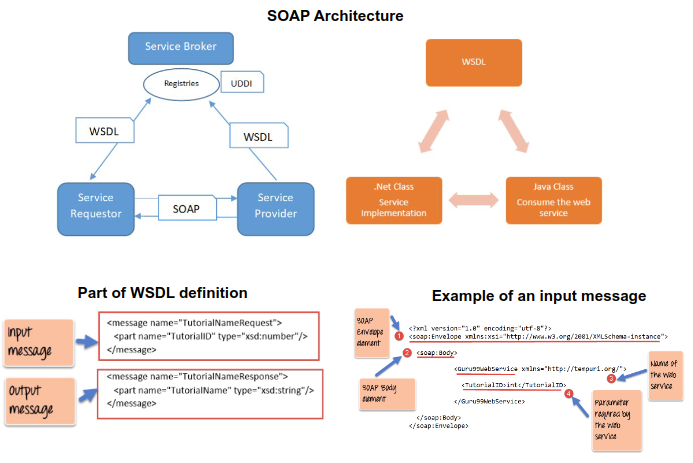 SOAP Architecture
Service Broker
Registries
UDDI
WSDL
WSDL
Service
Requestor
SOAP
Service
Provider
WSDL
.Net Class
Service
Implementation
Java Class
Consume the web
service
Part of WSDL definition
Input
message
<message name="TutorialNameRequest">
<part name="TutorialID" type="xsd:number"/>
</message>
Output
message
<message name="TutorialNameResponse">
<part name="TutorialName" type="xsd:string"/>
</message>
Example of an input message
SOAP
Envelope
element
1
<?xml version="1.0" encoding="utf-8"?>
<soap:Envelope xmlns:xsi="http://www.w3.org/2001/XMLSchema-instance">
2
<soap:Body>
SOAP Body
element
<Guru99WebService xmlns="http://tempuri.org/">
3
Name of
the Web
service
<TutorialID>int</TutorialID>
4
Parameter
required by
the Web
service
</Guru99WebService>
</soap:Body>
</soap:Envelope>